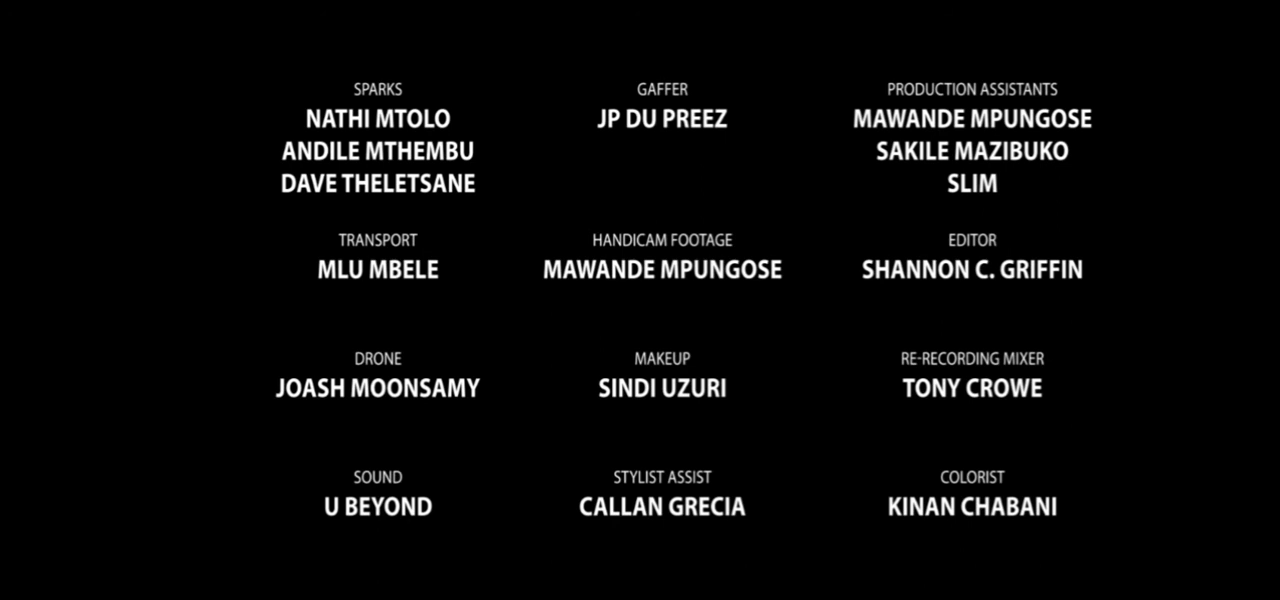 SPARKS
NATHI MTOLO
ANDILE MTHEMBU
DAVE THELETSANE
GAFFER
JP DU PREEZ
PRODUCTION ASSISTANTS
MAWANDE MPUNGOSE
SAKILE MAZIBUKO
SLIM
TRANSPORT
MLU MBELE
HANDICAM FOOTAGE
MAWANDE MPUNGOSE
EDITOR
SHANNON C. GRIFFIN
DRONE
JOASH MOONSAMY
MAKEUP
SINDI UZURI
RE-RECORDING MIXER
TONY CROWE
SOUND
U BEYOND
STYLIST ASSIST
CALLAN GRECIA
COLORIST
KINAN CHABANI